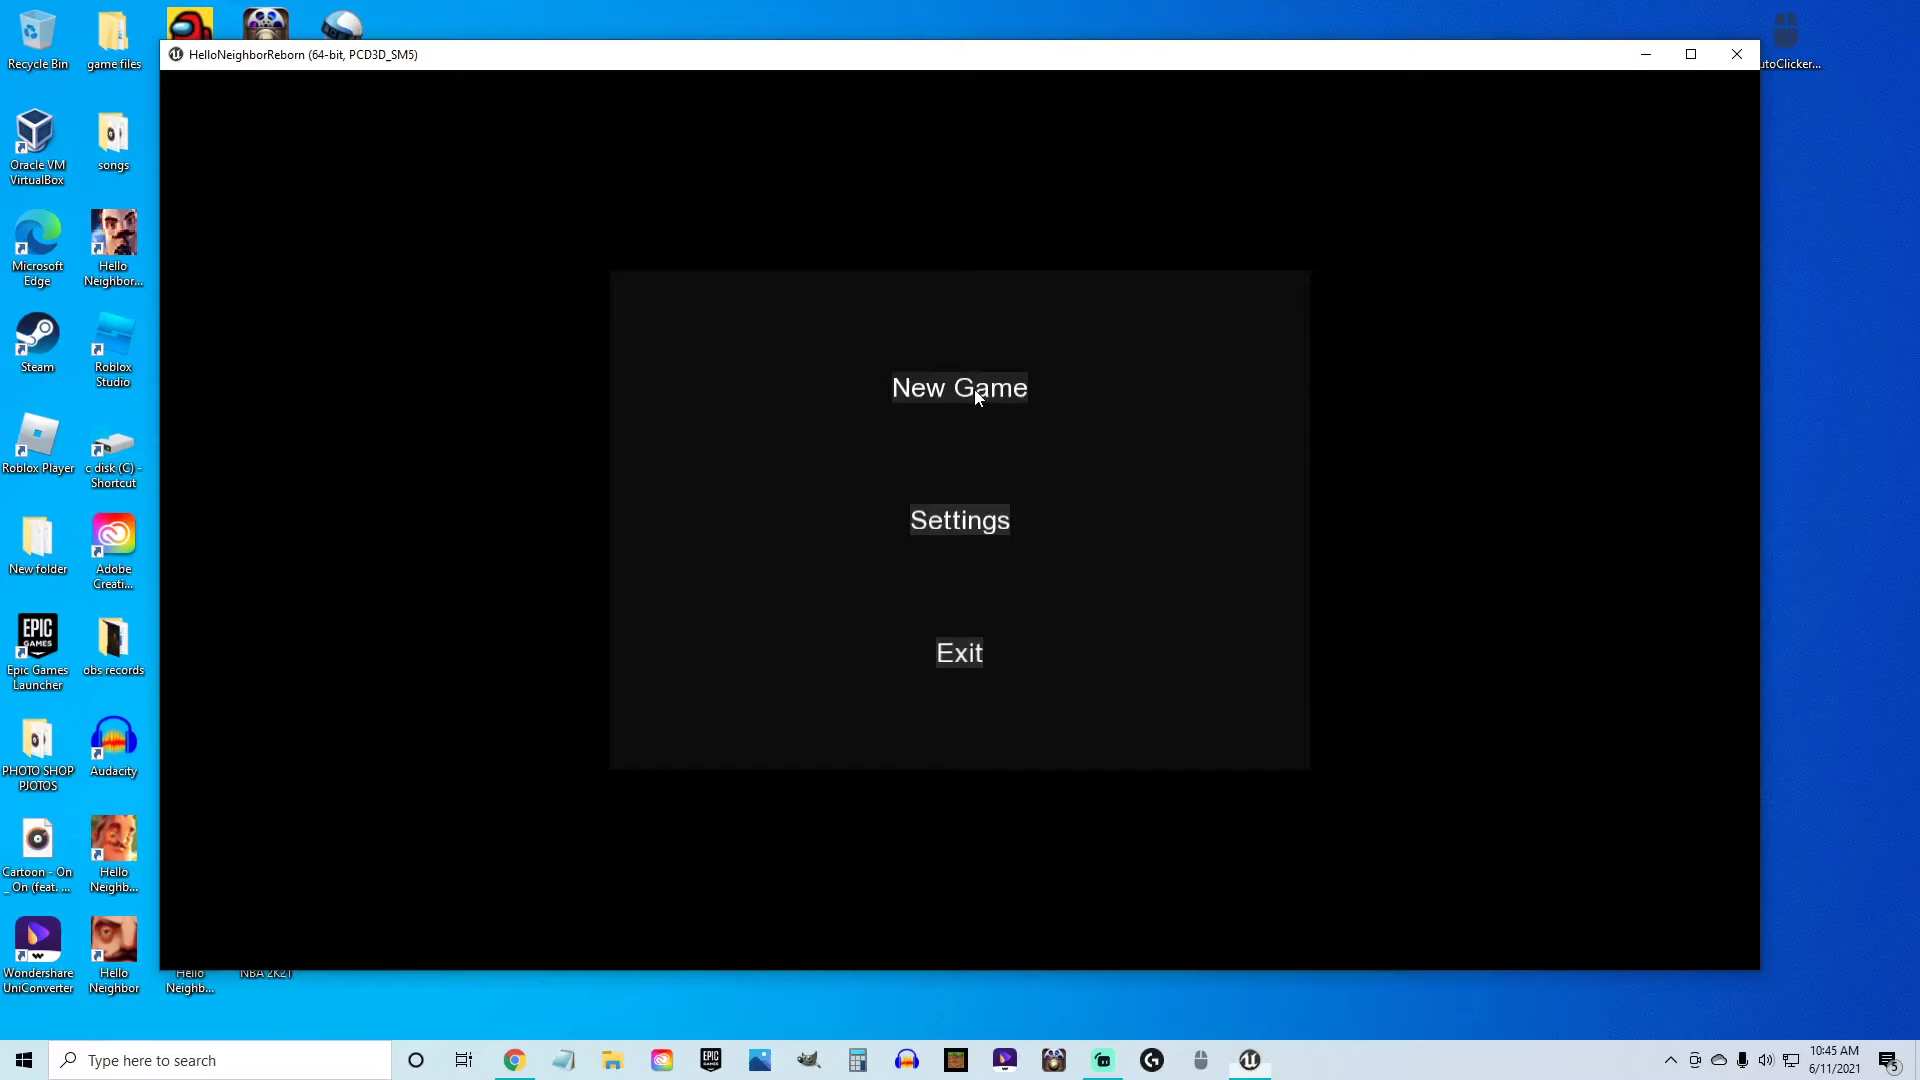 HelloNeighborReborn (64-bit, PCD3D_SM5)
New Game
Settings
Exit
Recycle Bin
game files
Oracle VM
VirtualBox
songs
Microsoft
Edge
Hello
Neighbor...
Steam
Roblox
Studio
Roblox Player
c disk (C) -
Shortcut
New folder
Adobe
Creati...
EPIC
GAMES
Epic Games
Launcher
obs records
PHOTO SHOP
PJOTOS
Audacity
Cartoon - On
_ On (feat. ...
Hello
Neighb...
Wondershare
UniConverter
Hello
Neighbor
Hello
Neighb...
NBA 2K21
utoClicker...
Type here to search
EPIC
10:45 AM
6/11/2021
5